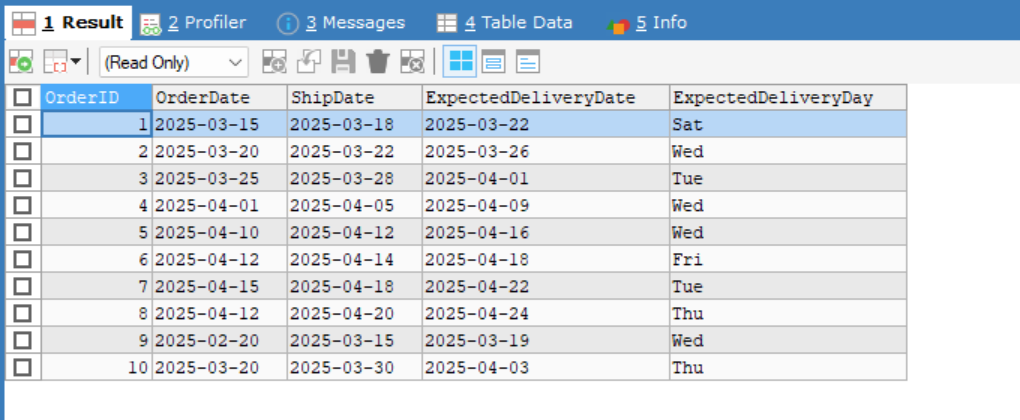 1 Result 2 Profiler 3 Messages 4 Table Data 5 Info
(Read Only)
OrderID OrderDate ShipDate ExpectedDeliveryDate ExpectedDeliveryDay
1 2025-03-15 2025-03-18 2025-03-22 Sat
2 2025-03-20 2025-03-22 2025-03-26 Wed
3 2025-03-25 2025-03-28 2025-04-01 Tue
4 2025-04-01 2025-04-05 2025-04-09 Wed
5 2025-04-10 2025-04-12 2025-04-16 Wed
6 2025-04-12 2025-04-14 2025-04-18 Fri
7 2025-04-15 2025-04-18 2025-04-22 Tue
8 2025-04-12 2025-04-20 2025-04-24 Thu
9 2025-02-20 2025-03-15 2025-03-19 Wed
10 2025-03-20 2025-03-30 2025-04-03 Thu